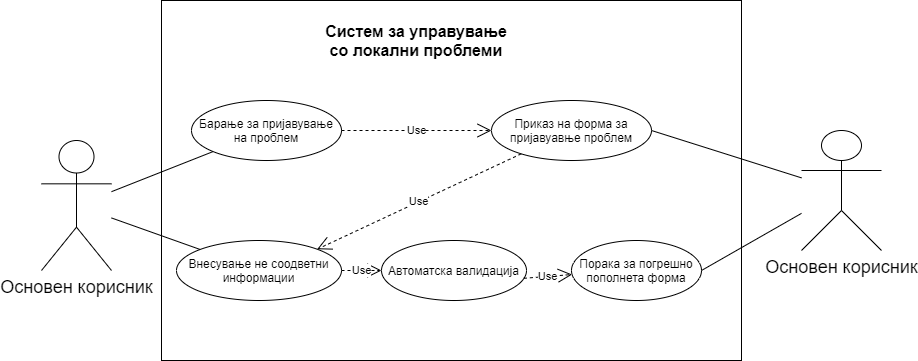 Систем за управување
со локални проблеми
Барање за пријавување
на проблем
Use
Приказ на форма за
пријавуавње проблем
Use
Основен корисник
Основен корисник
Внесување не соодветни
информации
Use
Автоматска валидација
Use
Порака за погрешно
пополнета форма